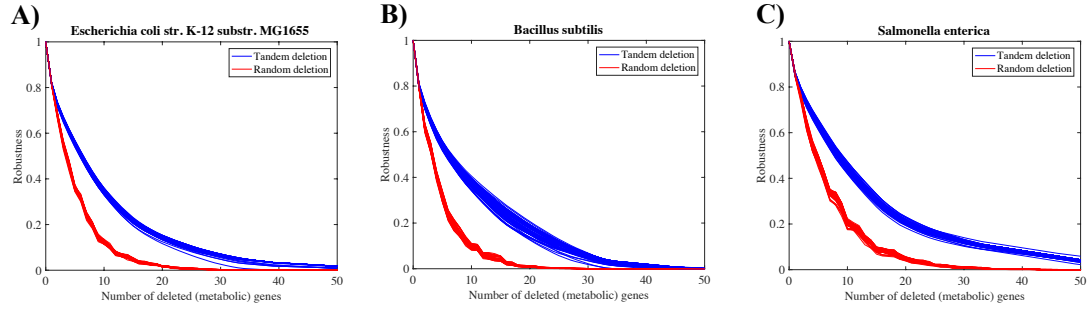 A)
Escherichia coli str. K-12 substr. MG1655
Tandem deletion
Random deletion
Robustness
1
0.8
0.6
0.4
0.2
0
0 10 20 30 40 50
Number of deleted (metabolic) genes
B)
Bacillus subtilis
Tandem deletion
Random deletion
Robustness
1
0.8
0.6
0.4
0.2
0
0 10 20 30 40 50
Number of deleted (metabolic) genes
C)
Salmonella enterica
Tandem deletion
Random deletion
Robustness
1
0.8
0.6
0.4
0.2
0
0 10 20 30 40 50
Number of deleted (metabolic) genes